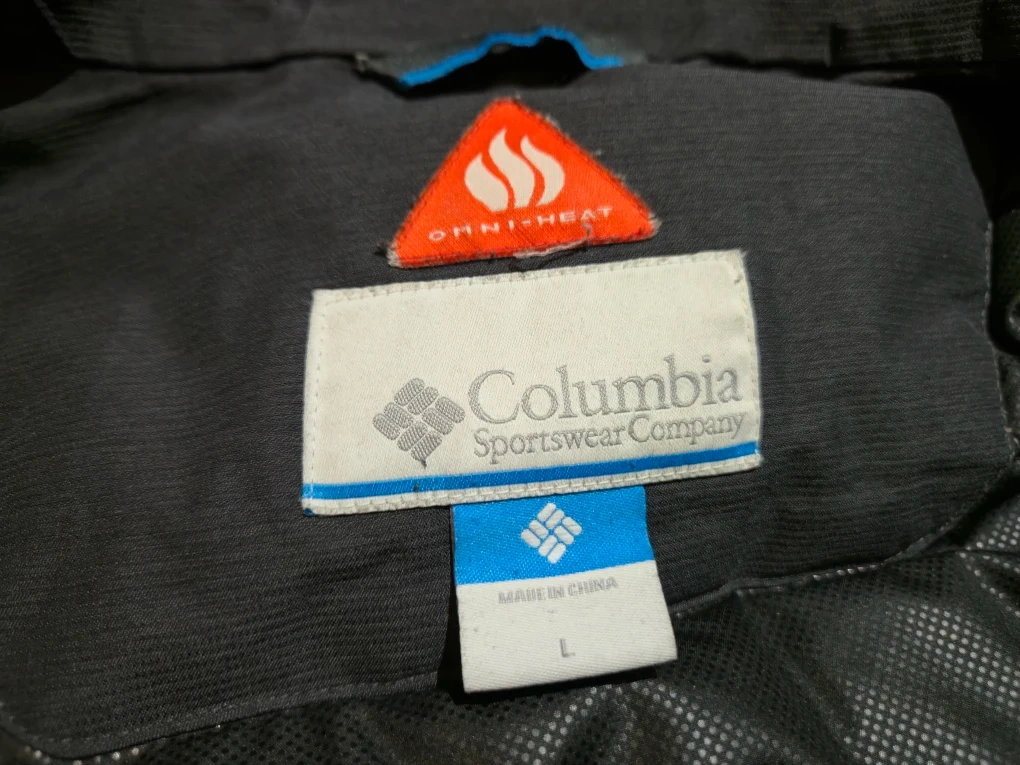 OMNI-HEAT
Columbia
Sportswear Company
MADE IN CHINA
L